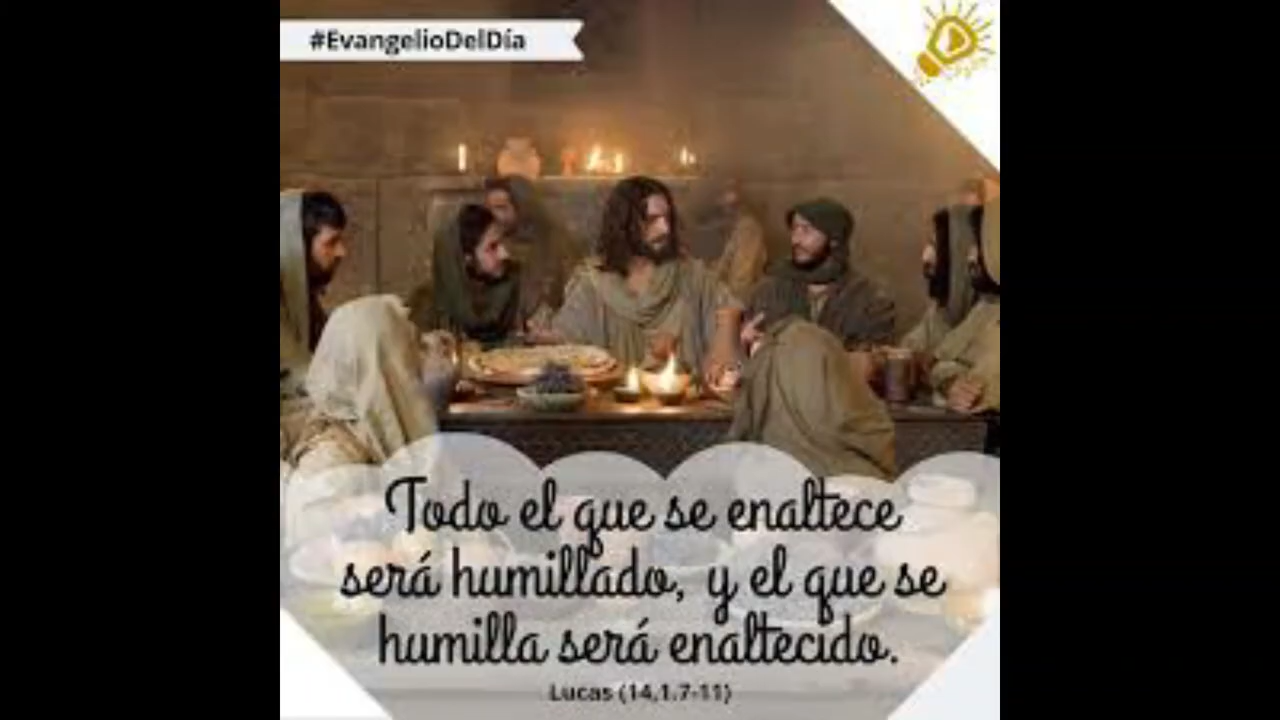 #EvangelioDelDía
Todo el que se enaltece
será humillado, y el que se
humilla será enaltecido.
Lucas (14,1.7-11)